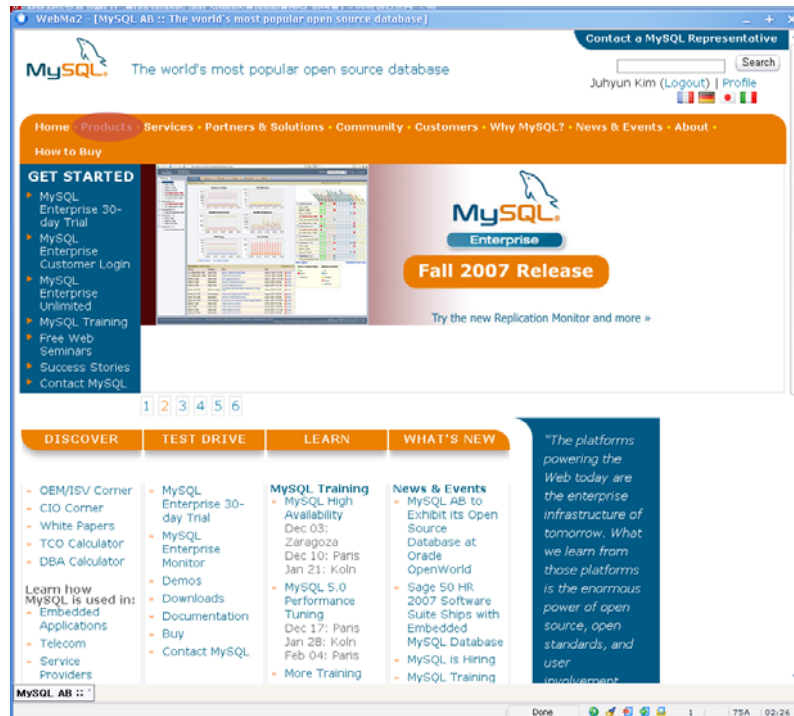 WebMa2 - [MySQL AB :: The world's most popular open source database]
Contact a MySQL Representative
MySQL
The world's most popular open source database
Search
Juhyun Kim (Logout) | Profile
Home • Products • Services • Partners & Solutions • Community • Customers • Why MySQL? • News & Events • About •
How to Buy
GET STARTED
MySQL
Enterprise 30-
day Trial
MySQL
Enterprise
Customer Login
MySQL
Enterprise
Unlimited
MySQL Training
Free Web
Seminars
Success Stories
Contact MySQL
MySQL
Enterprise
Fall 2007 Release
Try the new Replication Monitor and more »
1 2 3 4 5 6
DISCOVER
OEM/ISV Corner
CIO Corner
White Papers
TCO Calculator
DBA Calculator
Learn how
MySQL is used in:
Embedded
Applications
Telecom
Service
Providers
TEST DRIVE
MySQL
Enterprise 30-
day Trial
MySQL
Enterprise
Monitor
Demos
Downloads
Documentation
Buy
Contact MySQL
LEARN
MySQL Training
MySQL High
Availability
Dec 03:
Zaragoza
Dec 10: Paris
Jan 21: Koln
MySQL 5.0
Performance
Tuning
Dec 17: Paris
Jan 28: Koln
Feb 04: Paris
More Training
WHAT'S NEW
News & Events
MySQL AB to
Exhibit its Open
Source
Database at
Oracle
OpenWorld
Sage 50 HR
2007 Software
Suite Ships with
Embedded
MySQL Database
MySQL is Hiring
MySQL Training
"The platforms
powering the
Web today are
the enterprise
infrastructure of
tomorrow. What
we learn from
those platforms
is the enormous
power of open
source, open
standards, and
user
involvement
MySQL AB ::
Done
1
75A
02:26